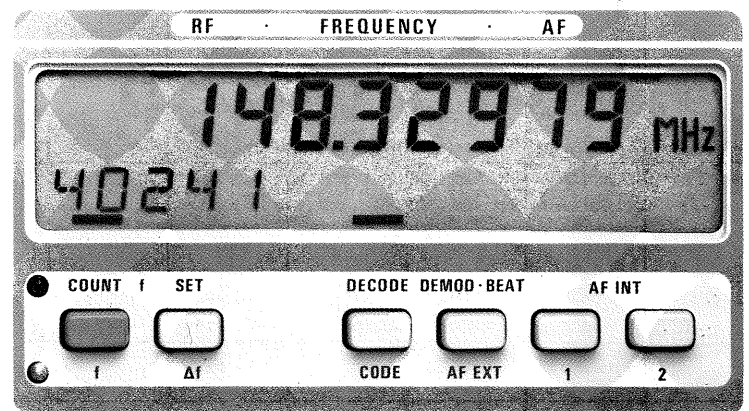 RF · FREQUENCY · AF
148.32979 MHz
40241
COUNT f SET DECODE DEMOD·BEAT AF INT
f Δf CODE AF EXT 1 2